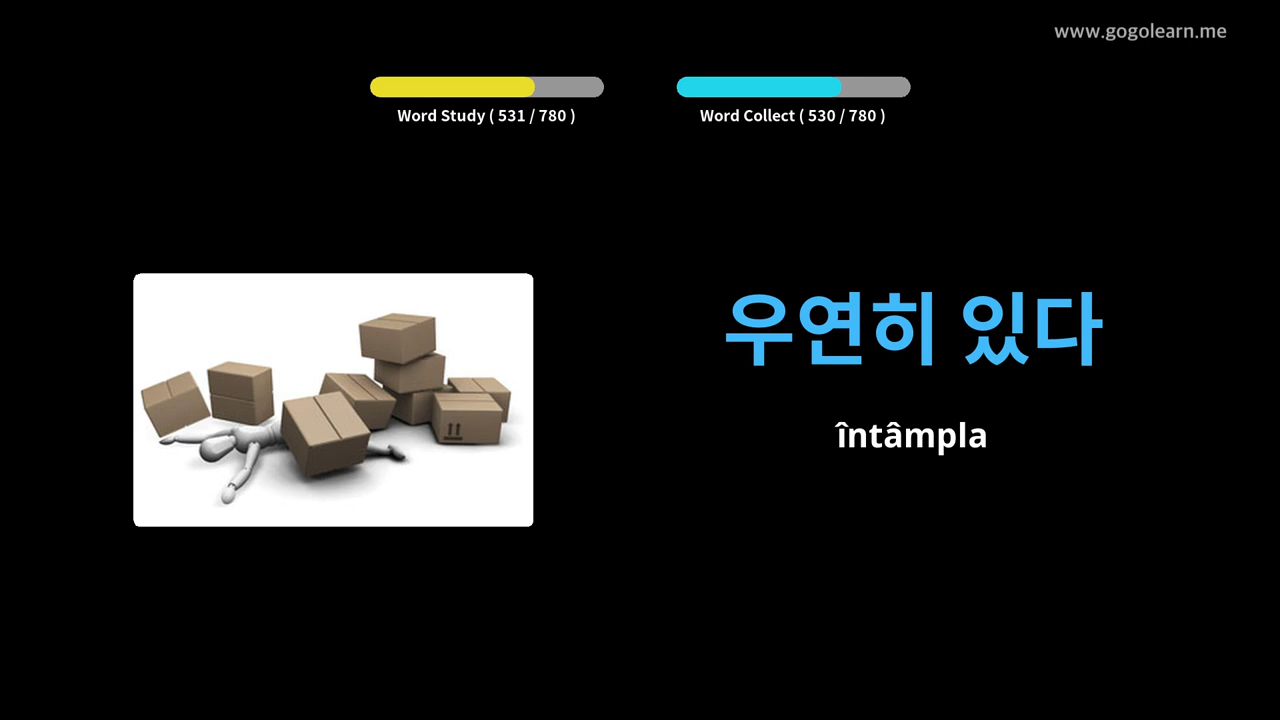 www.gogolearn.me
Word Study ( 531 / 780 )
Word Collect ( 530 / 780 )
우연히 있다
întâmpla